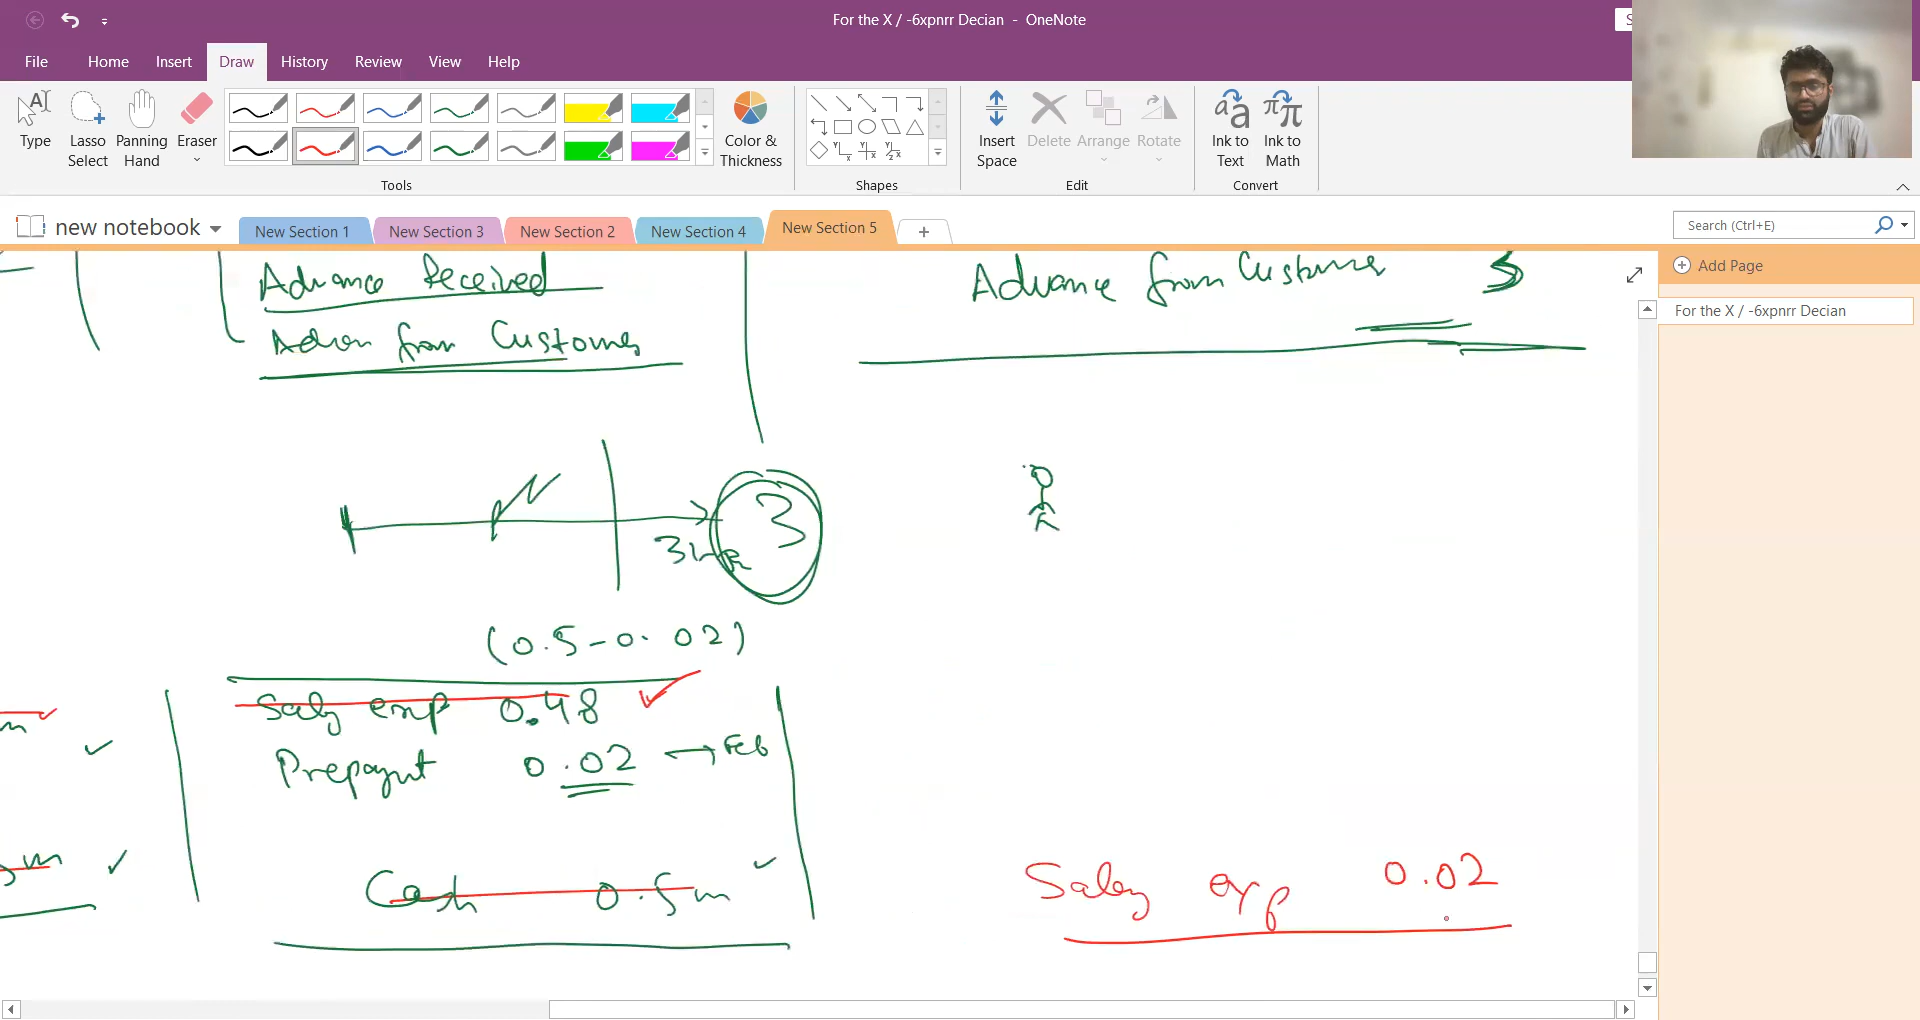 For the X / -6xpnrr Decian - OneNote
File Home Insert Draw History Review View Help
Type Lasso Select Panning Hand Eraser Color & Thickness Insert Space Delete Arrange Rotate Ink to Text Ink to Math
Tools Shapes Edit Convert
new notebook New Section 1 New Section 3 New Section 2 New Section 4 New Section 5 + Search (Ctrl+E)
Add Page
For the X / -6xpnrr Decian
Advance Received
from Customer
Advance from Customer
3
(0.5-0.02)
Salary exp 0.48
0.02 Feb
Cash 0.5m
Salary exp 0.02